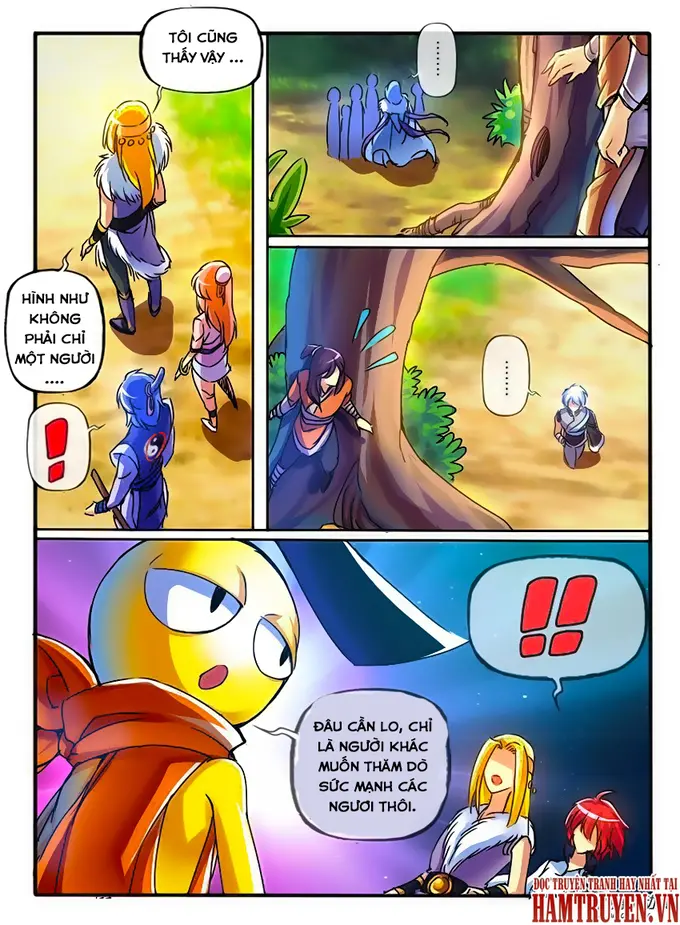 TÔI CŨNG
THẤY VẬY ...
......
HÌNH NHƯ
KHÔNG
PHẢI CHỈ
MỘT NGƯỜI
....
!
......
!!
ĐÂU CẦN LO, CHỈ
LÀ NGƯỜI KHÁC
MUỐN THĂM DÒ
SỨC MẠNH CÁC
NGƯƠI THÔI.
ĐỌC TRUYỆN TRANH HAY NHẤT TẠI
HAMTRUYEN.VN